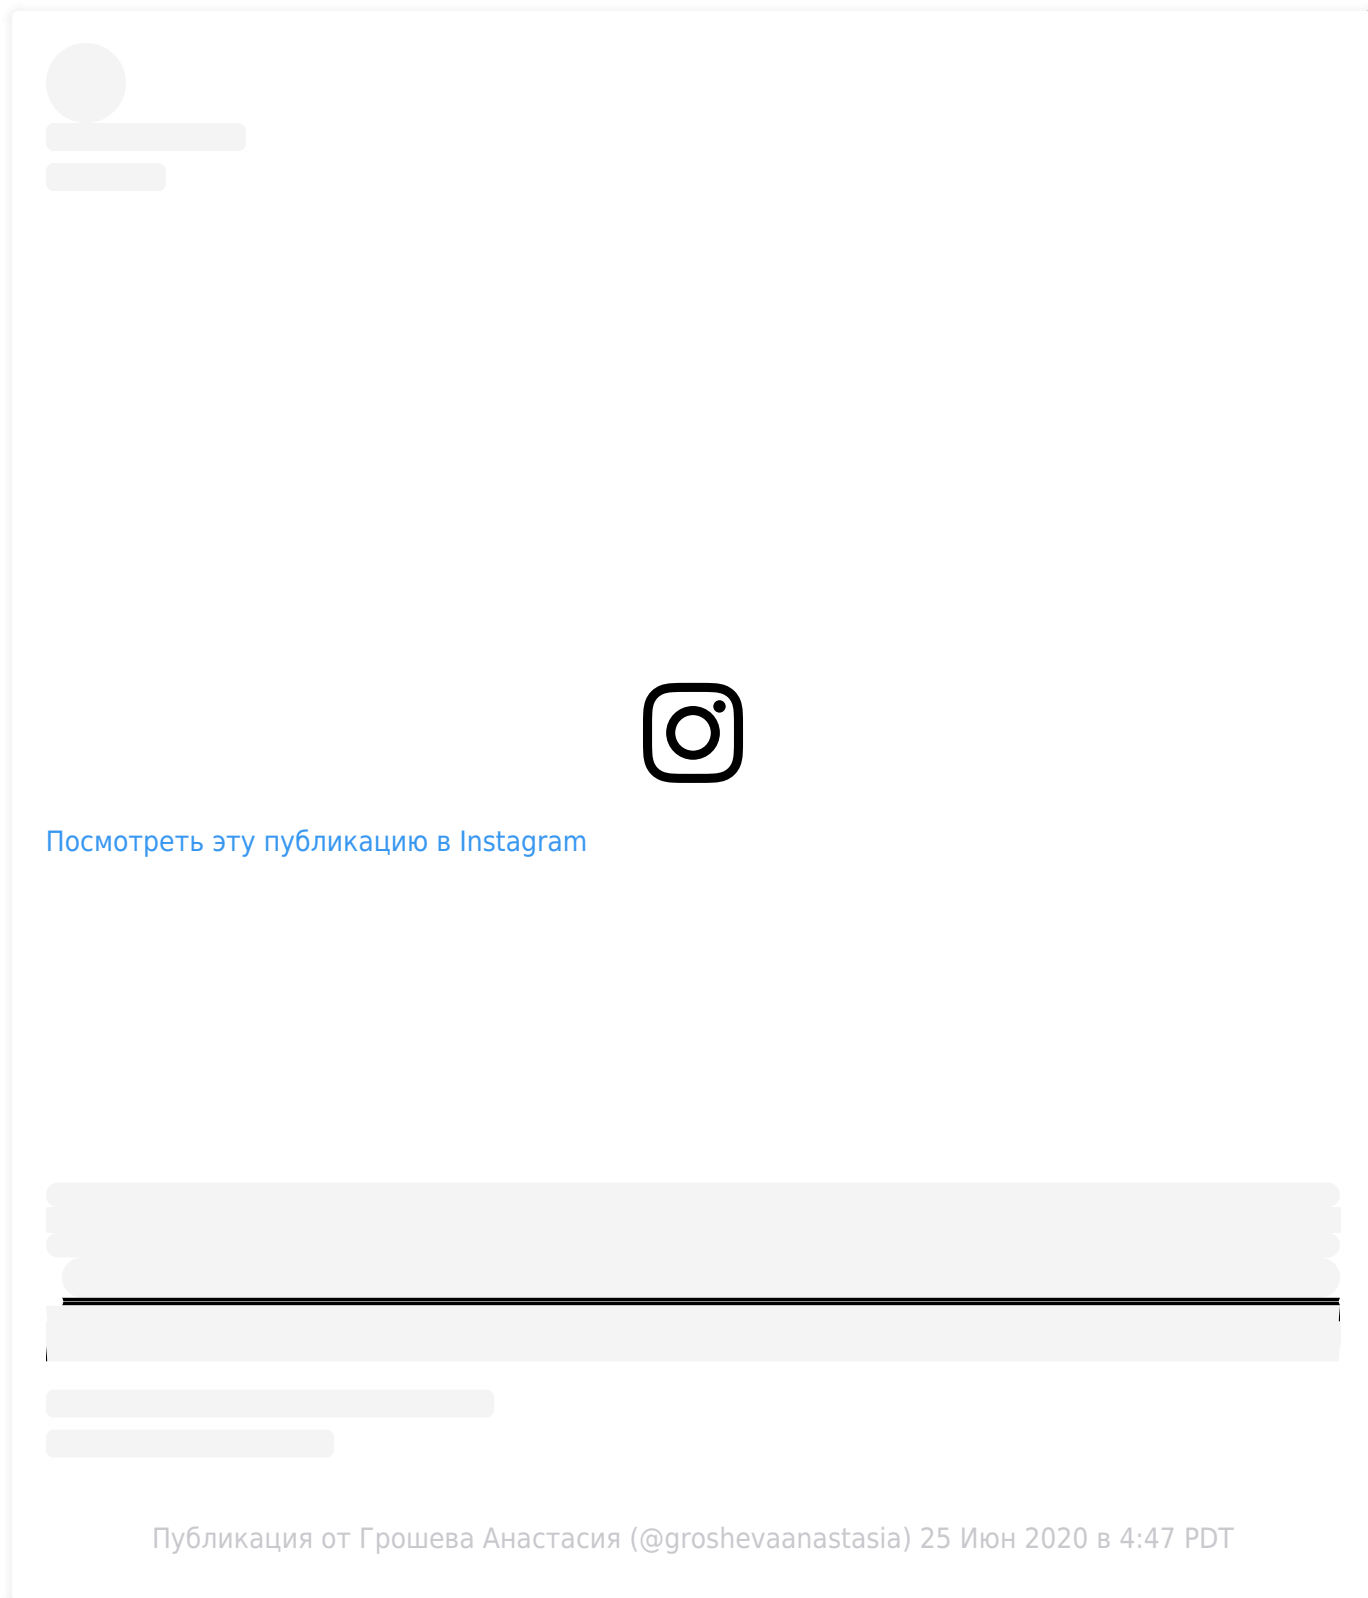 Посмотреть эту публикацию в Instagram
Публикация от Грошева Анастасия (@groshevaanastasia) 25 Июн 2020 в 4:47 PDT